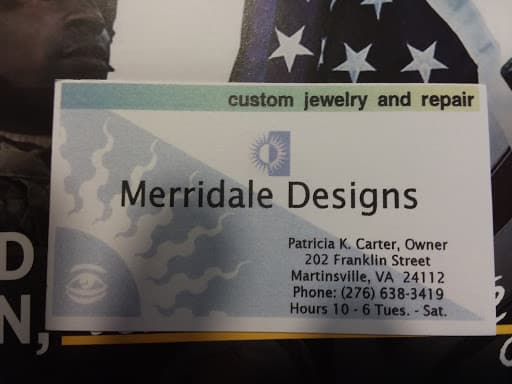 custom jewelry and repair
Merridale Designs
Patricia K. Carter, Owner
202 Franklin Street
Martinsville, VA 24112
Phone: (276) 638-3419
Hours 10 - 6 Tues. - Sat.
D
N,